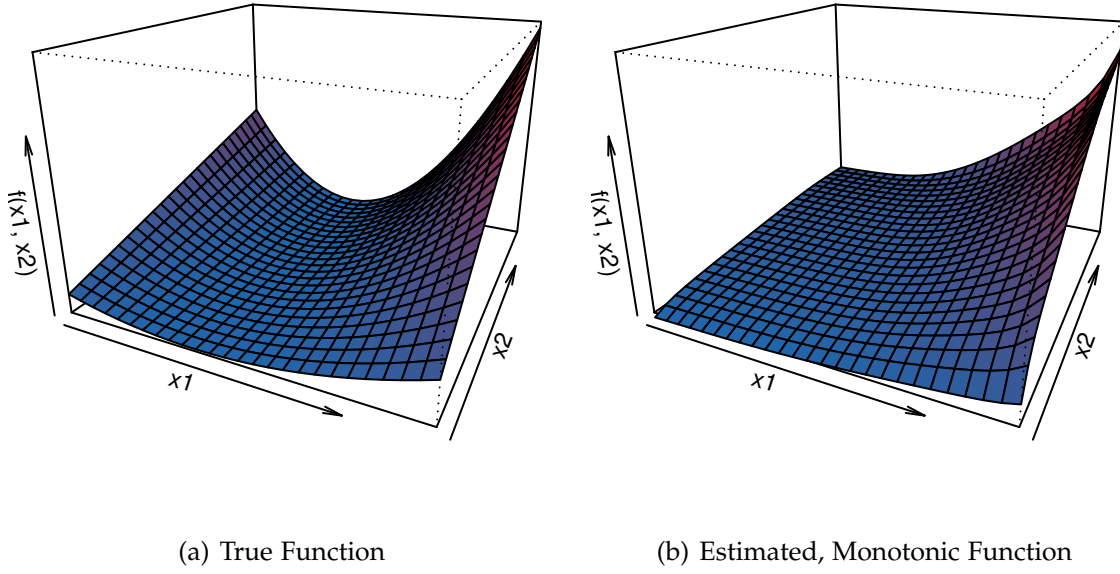 f(x1, x2)
x1
x2
f(x1, x2)
x1
x2
(a) True Function
(b) Estimated, Monotonic Function